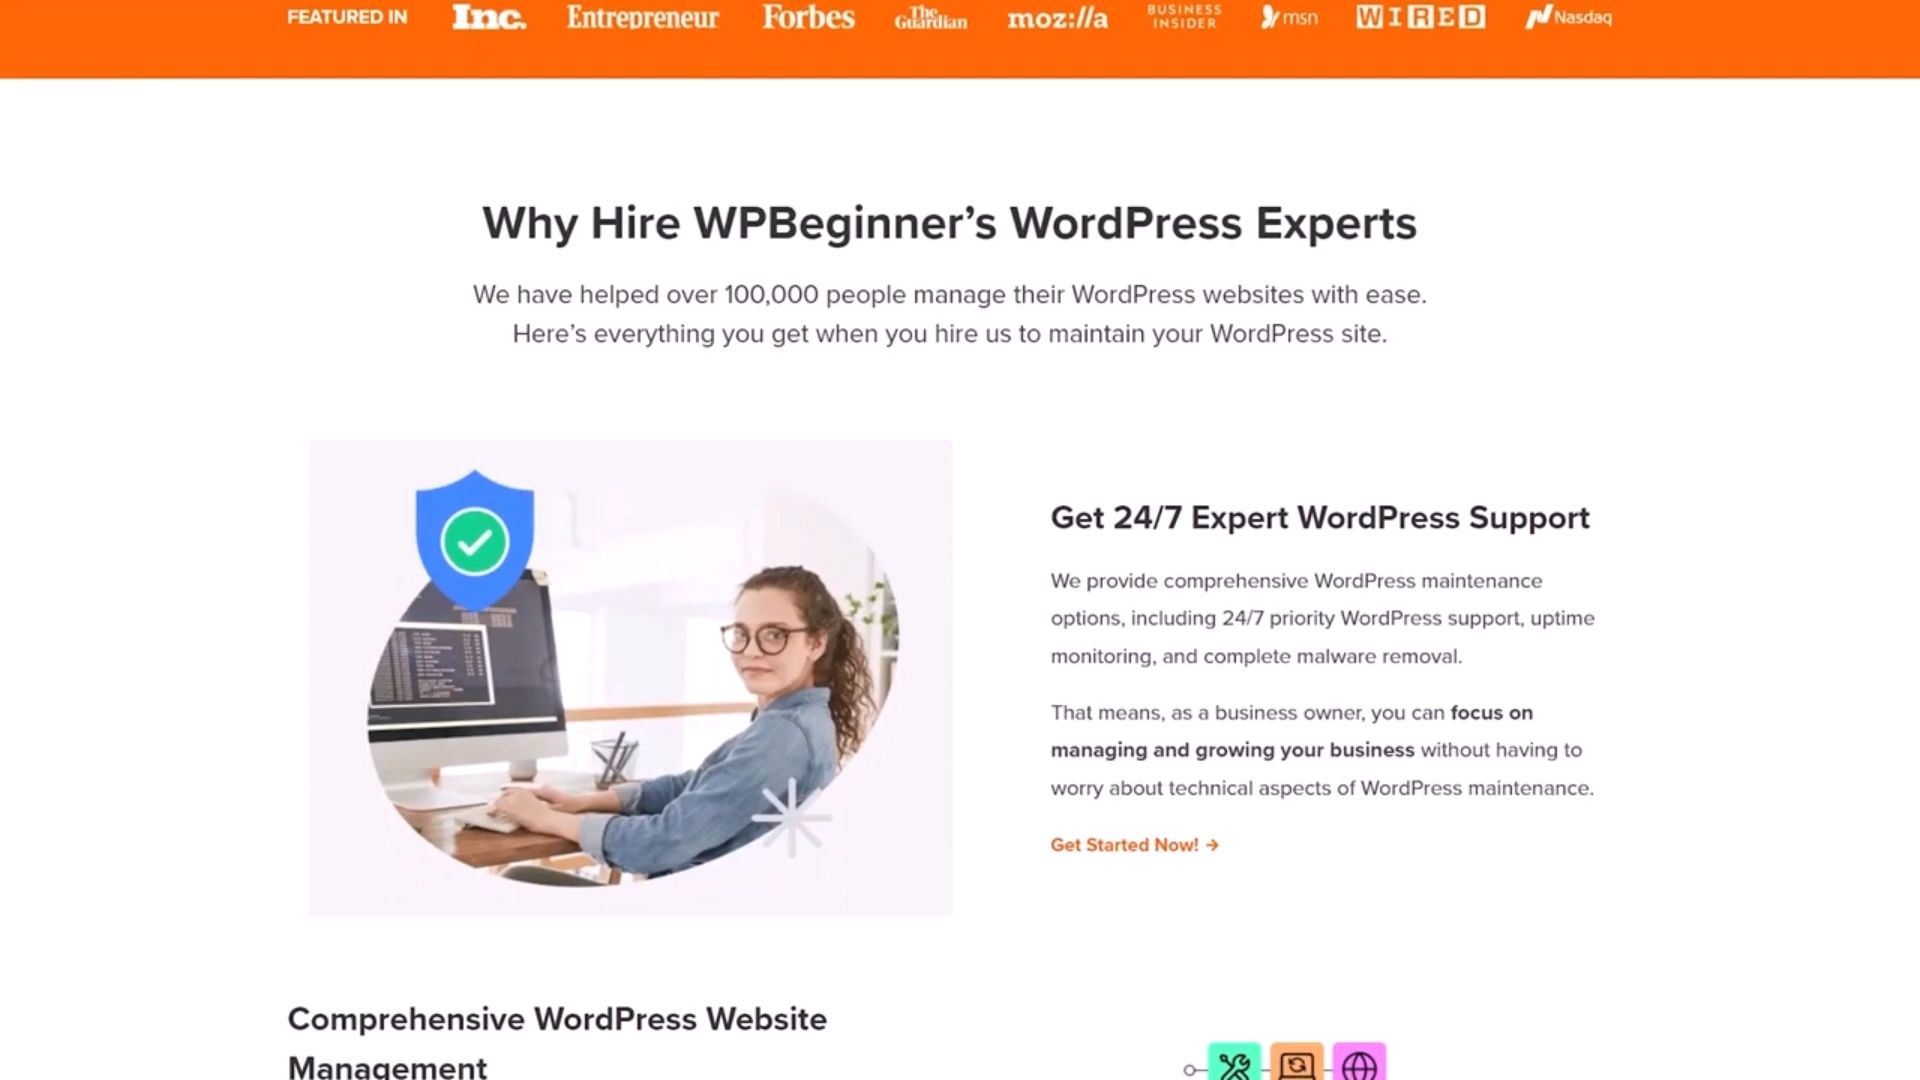 FEATURED IN Inc. Entrepreneur Forbes The Guardian moz://a BUSINESS INSIDER msn WIRED Nasdaq
Why Hire WPBeginner’s WordPress Experts
We have helped over 100,000 people manage their WordPress websites with ease.
Here’s everything you get when you hire us to maintain your WordPress site.
Get 24/7 Expert WordPress Support
We provide comprehensive WordPress maintenance
options, including 24/7 priority WordPress support, uptime
monitoring, and complete malware removal.
That means, as a business owner, you can focus on
managing and growing your business without having to
worry about technical aspects of WordPress maintenance.
Get Started Now! →
Comprehensive WordPress Website
Management